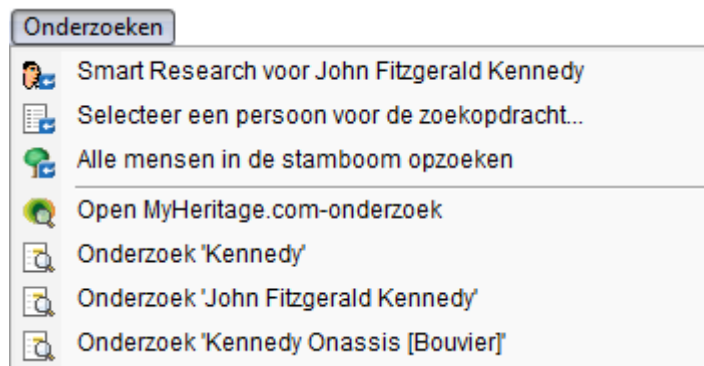 Onderzoeken
Smart Research voor John Fitzgerald Kennedy
Selecteer een persoon voor de zoekopdracht...
Alle mensen in de stamboom opzoeken
Open MyHeritage.com-onderzoek
Onderzoek 'Kennedy'
Onderzoek 'John Fitzgerald Kennedy'
Onderzoek 'Kennedy Onassis [Bouvier]'